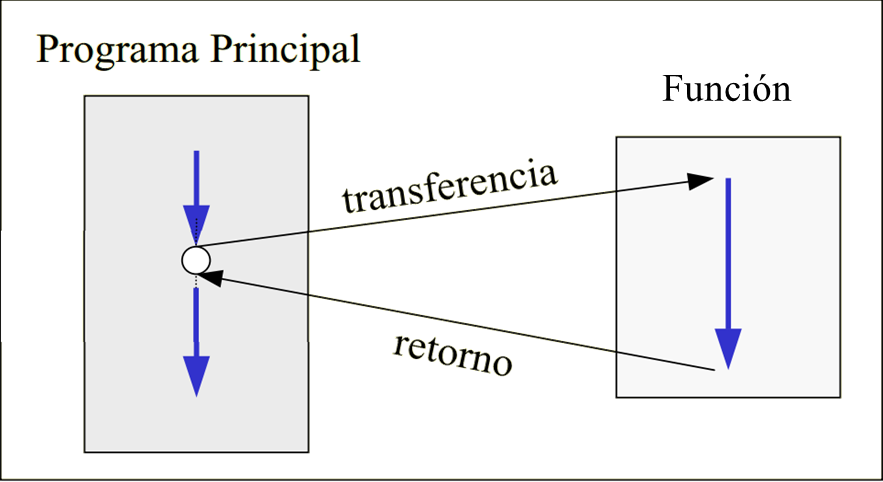 Programa Principal
Función
transferencia
retorno